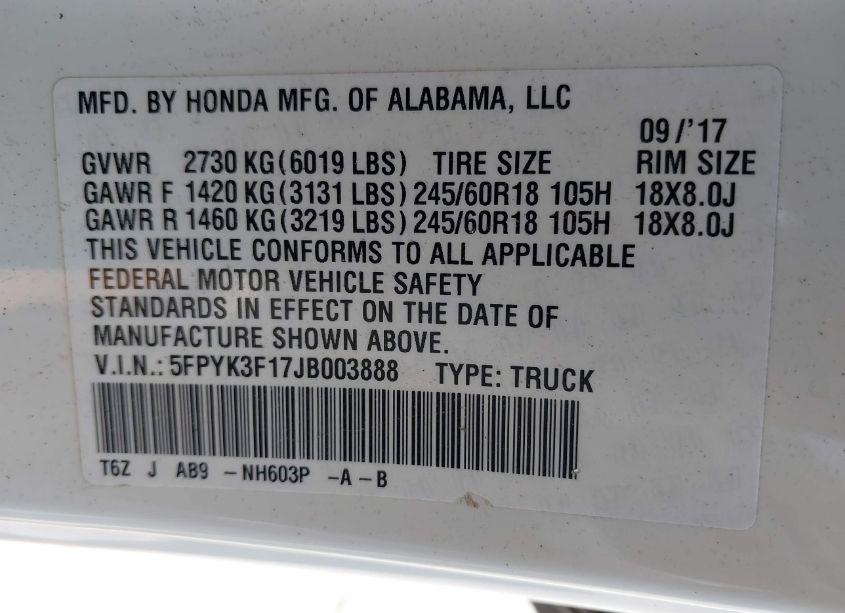 MFD. BY HONDA MFG. OF ALABAMA, LLC
09/'17
GVWR 2730 KG(6019 LBS) TIRE SIZE RIM SIZE
GAWR F 1420 KG(3131 LBS) 245/60R18 105H 18X8.0J
GAWR R 1460 KG(3219 LBS) 245/60R18 105H 18X8.0J
THIS VEHICLE CONFORMS TO ALL APPLICABLE
FEDERAL MOTOR VEHICLE SAFETY
STANDARDS IN EFFECT ON THE DATE OF
MANUFACTURE SHOWN ABOVE.
V.I.N.: 5FPYK3F17JB003888 TYPE: TRUCK
T6Z J AB9 -NH603P -A-B